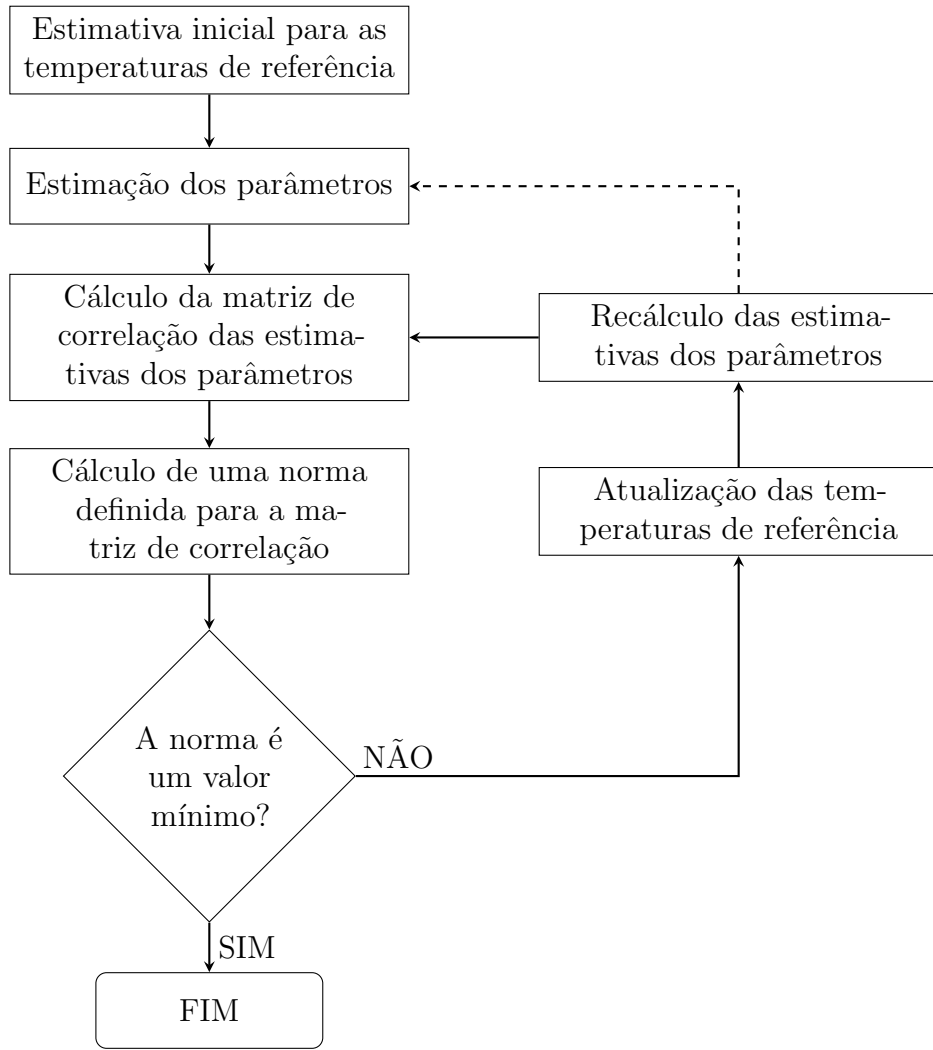 Estimativa inicial para as
temperaturas de referência
Estimação dos parâmetros
Cálculo da matriz de
correlação das estima-
tivas dos parâmetros
Recálculo das estima-
tivas dos parâmetros
Cálculo de uma norma
definida para a ma-
triz de correlação
Atualização das tem-
peraturas de referência
A norma é
um valor
mínimo?
NÃO
SIM
FIM